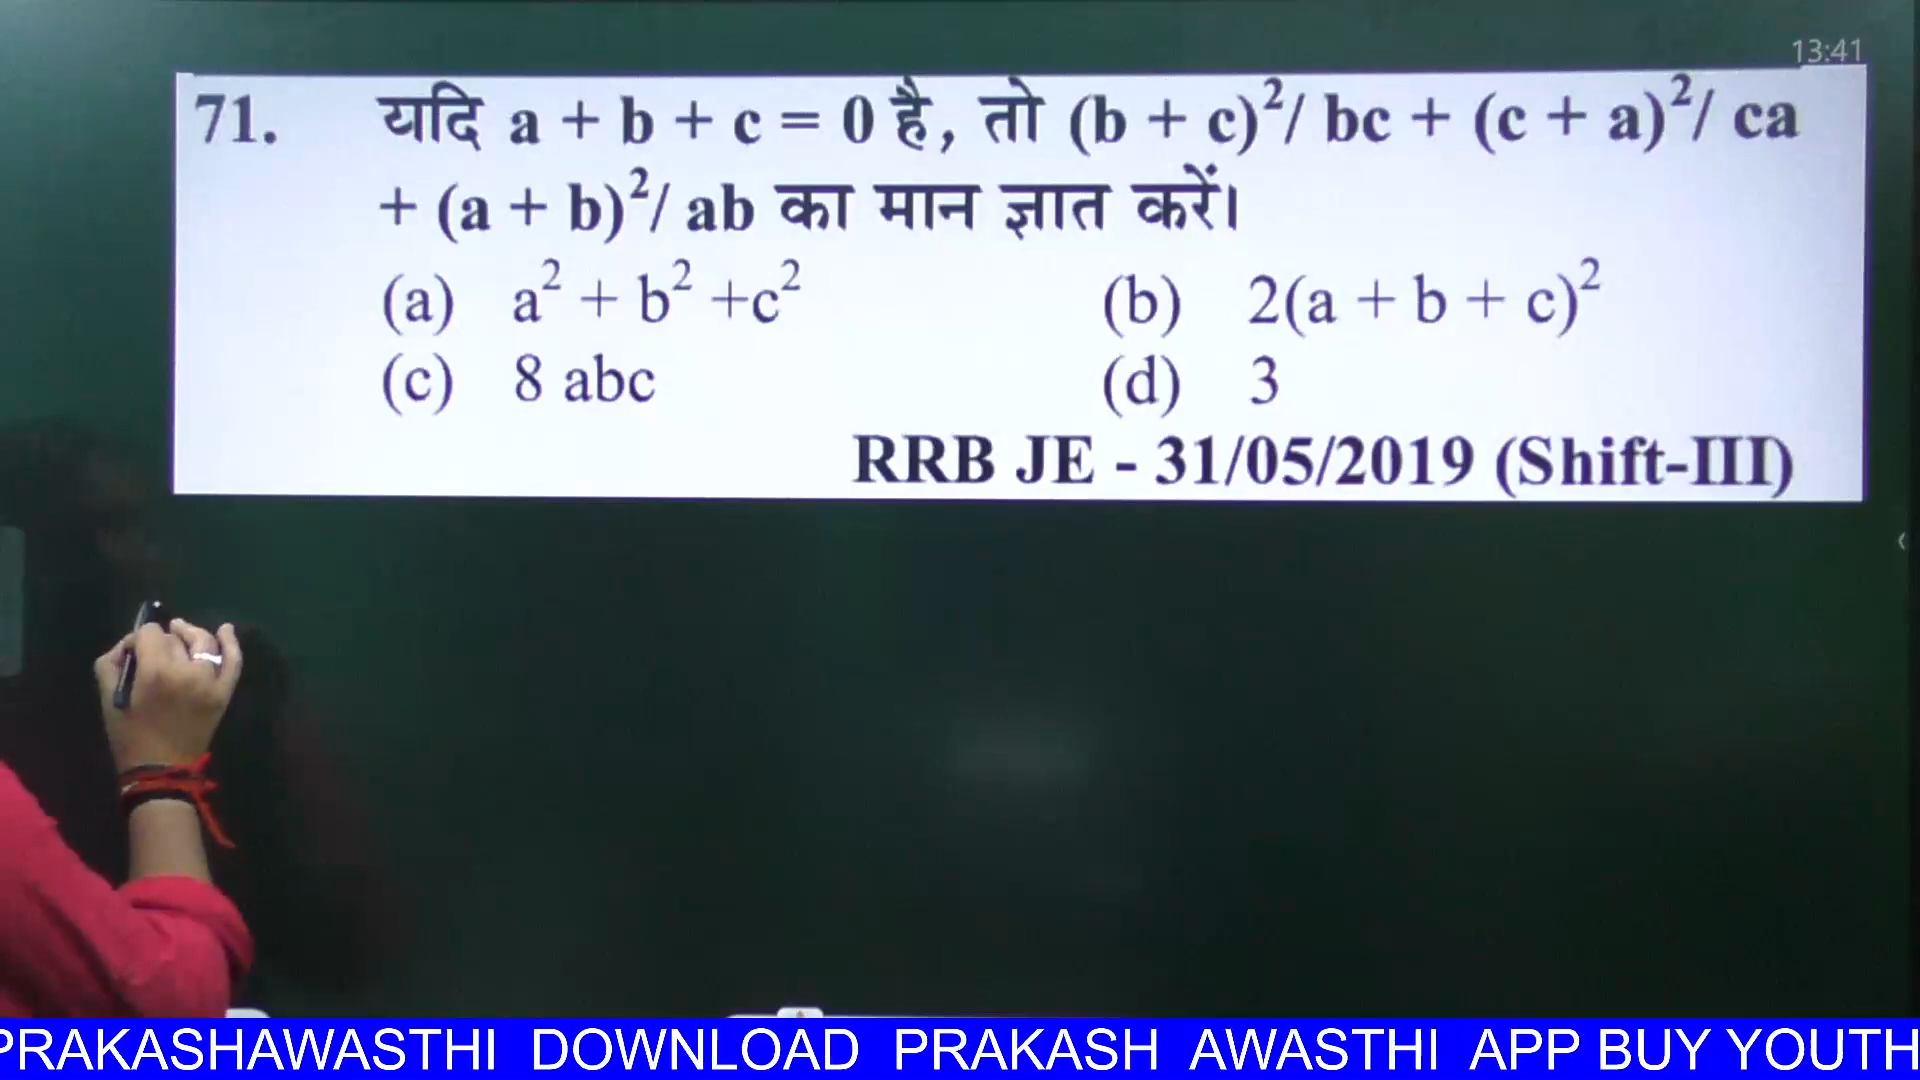 13:41
71. यदि a + b + c = 0 है, तो (b + c)²/ bc + (c + a)²/ ca
+ (a + b)²/ ab का मान ज्ञात करें।
(a) a² + b² +c² (b) 2(a + b + c)²
(c) 8 abc (d) 3
RRB JE - 31/05/2019 (Shift-III)
PRAKASHAWASTHI DOWNLOAD PRAKASH AWASTHI APP BUY YOUTH